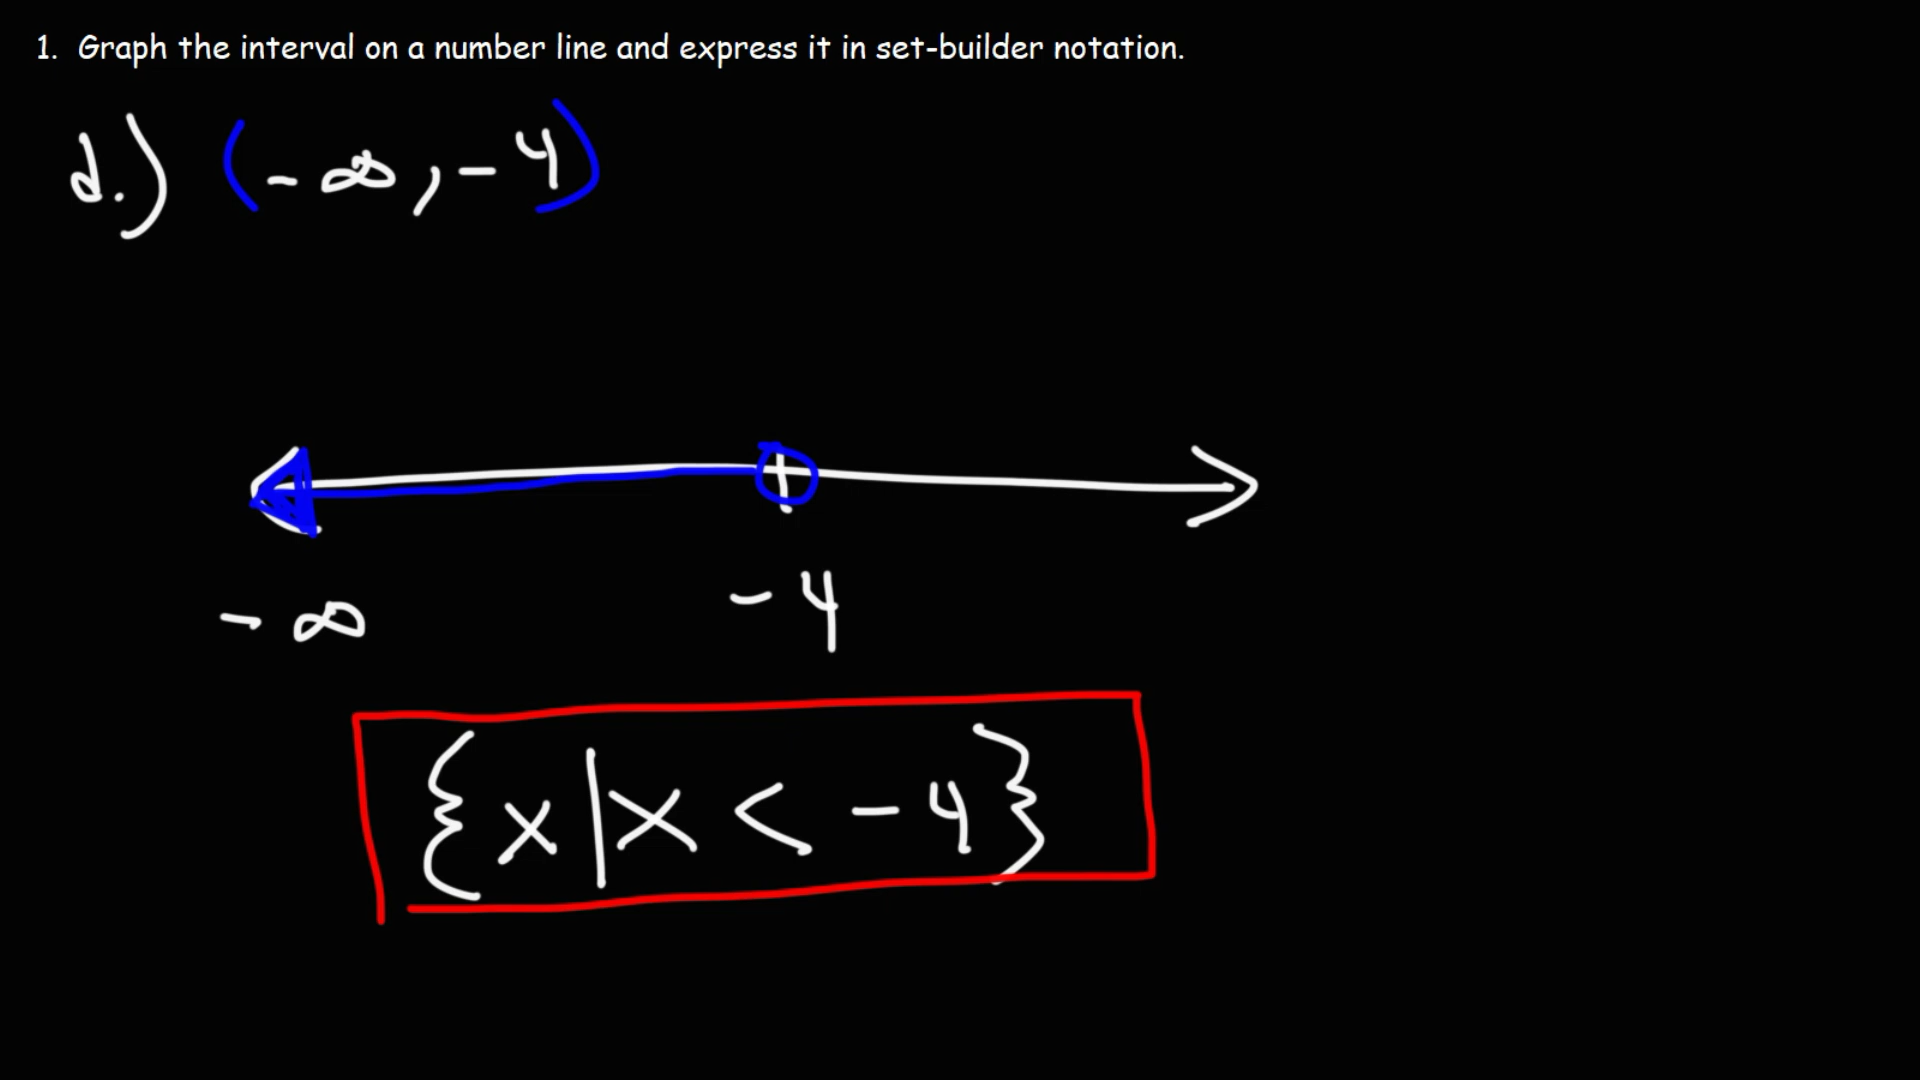 1. Graph the interval on a number line and express it in set-builder notation.
d.) (-∞, -4)
-∞ -4
{x|x < -4}